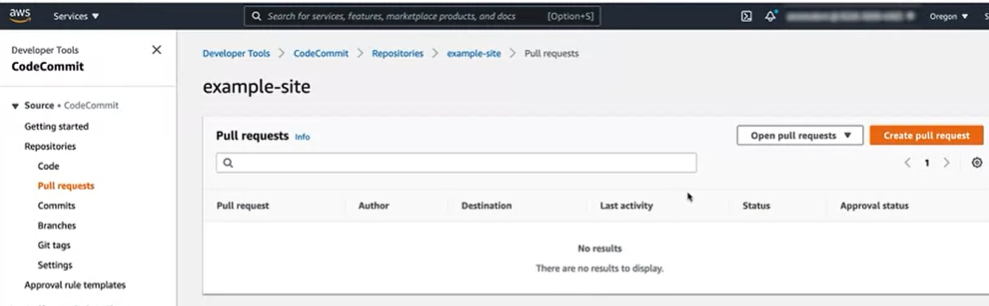 aws Services ▼ Search for services, features, marketplace products, and docs [Option+S] Oregon ▼ S
Developer Tools
CodeCommit
Source • CodeCommit
Getting started
Repositories
Code
Pull requests
Commits
Branches
Git tags
Settings
Approval rule templates
Developer Tools > CodeCommit > Repositories > example-site > Pull requests
example-site
Pull requests Info Open pull requests ▼ Create pull request
< 1 >
Pull request Author Destination Last activity Status Approval status
No results
There are no results to display.